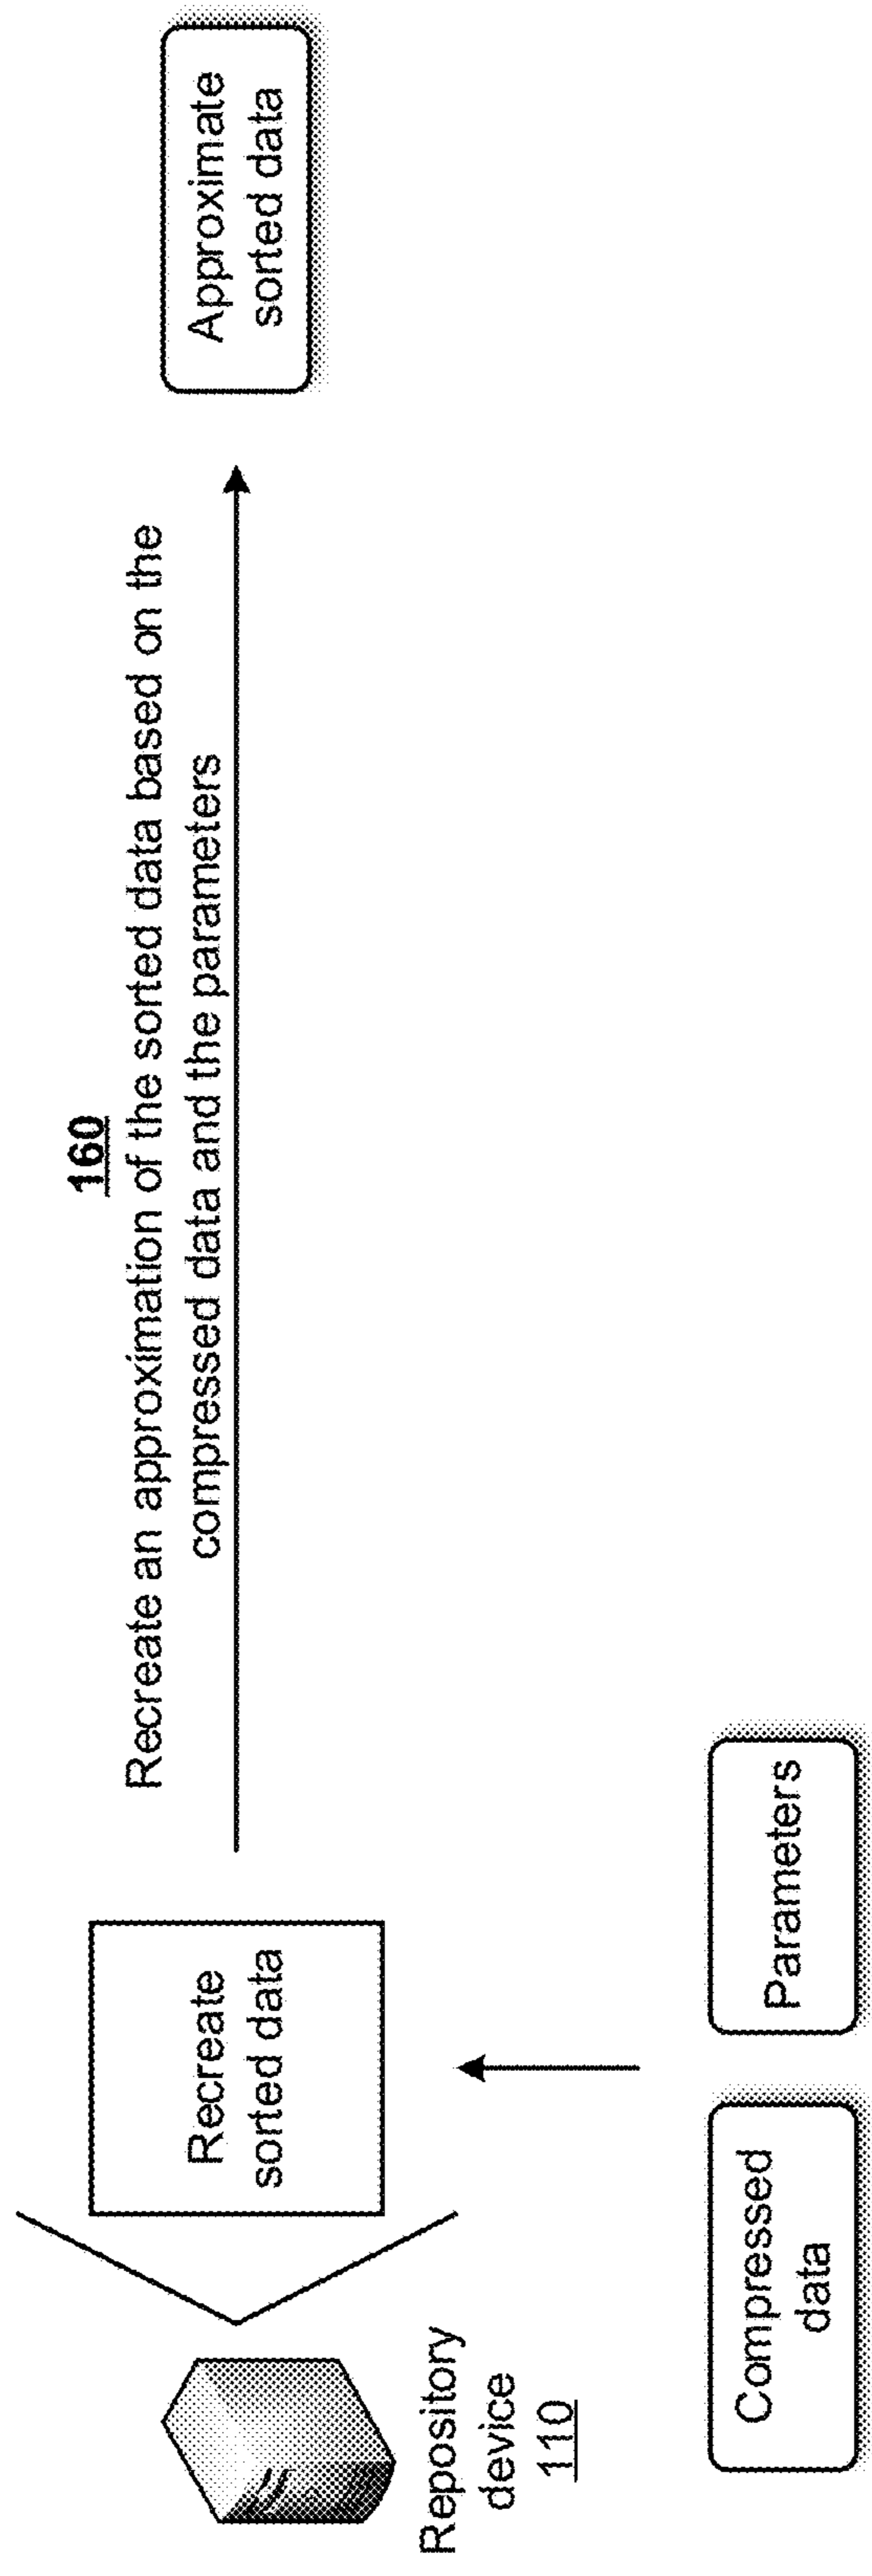 160
Recreate an approximation of the sorted data based on the
compressed data and the parameters
Recreate
sorted data
Approximate
sorted data
Repository
device
110
Compressed
data
Parameters